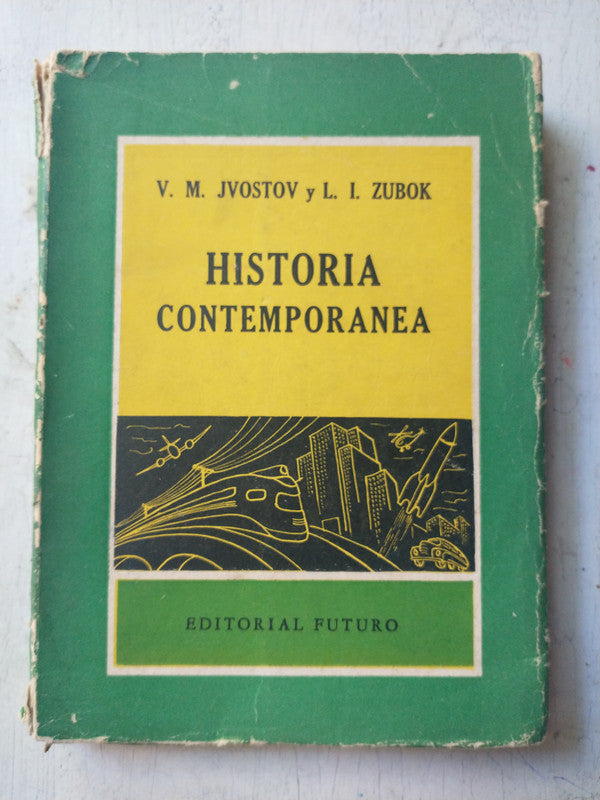 V. M. JVOSTOV y L. I. ZUBOK
HISTORIA
CONTEMPORANEA
EDITORIAL FUTURO